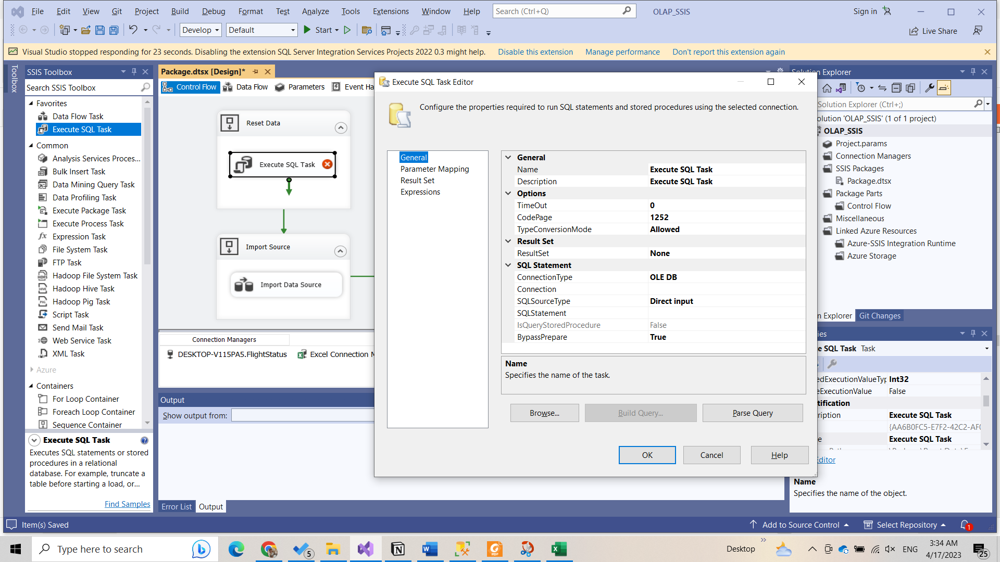 File Edit View Git Project Build Debug Format Test Analyze Tools Extensions Window Help Search (Ctrl+Q) OLAP_SSIS Sign in
Develop Default Start Live Share
Visual Studio stopped responding for 23 seconds. Disabling the extension SQL Server Integration Services Projects 2022 0.3 might help. Disable this extension Manage performance Don't report this extension again
Toolbox
SSIS Toolbox
Search SSIS Toolbox
Favorites
Data Flow Task
Execute SQL Task
Common
Analysis Services Proces...
Bulk Insert Task
Data Mining Query Task
Data Profiling Task
Execute Package Task
Execute Process Task
Expression Task
File System Task
FTP Task
Hadoop File System Task
Hadoop Hive Task
Hadoop Pig Task
Script Task
Send Mail Task
Web Service Task
XML Task
Azure
Containers
For Loop Container
Foreach Loop Container
Sequence Container
Execute SQL Task
Executes SQL statements or stored
procedures in a relational
database. For example, truncate a
table before starting a load, or...
Find Samples
Package.dtsx [Design]*
Control Flow Data Flow Parameters Event Ha
Reset Data
Execute SQL Task
Import Source
Import Data Source
Connection Managers
DESKTOP-V115PA5.FlightStatus Excel Connection M
Output
Show output from:
Error List Output
Execute SQL Task Editor
Configure the properties required to run SQL statements and stored procedures using the selected connection.
General
Parameter Mapping
Result Set
Expressions
General
Name Execute SQL Task
Description Execute SQL Task
Options
TimeOut 0
CodePage 1252
TypeConversionMode Allowed
Result Set
ResultSet None
SQL Statement
ConnectionType OLE DB
Connection
SQLSourceType Direct input
SQLStatement
IsQueryStoredProcedure False
BypassPrepare True
Name
Specifies the name of the task.
Browse... Build Query... Parse Query
OK Cancel Help
Solution Explorer
Solution Explorer (Ctrl+;)
olution 'OLAP_SSIS' (1 of 1 project)
OLAP_SSIS
Project.params
Connection Managers
SSIS Packages
Package.dtsx
Package Parts
Control Flow
Miscellaneous
Linked Azure Resources
Azure-SSIS Integration Runtime
Azure Storage
n Explorer Git Changes
ies
e SQL Task Task
edExecutionValueTyp Int32
eExecutionValue False
tification
ription Execute SQL Task
{AA6B0FC5-E7F2-42C2-AF0
e Execute SQL Task
Editor
Name
Specifies the name of the object.
Item(s) Saved Add to Source Control Select Repository 1
Type here to search 5 Desktop ENG 3:34 AM
4/17/2023 25